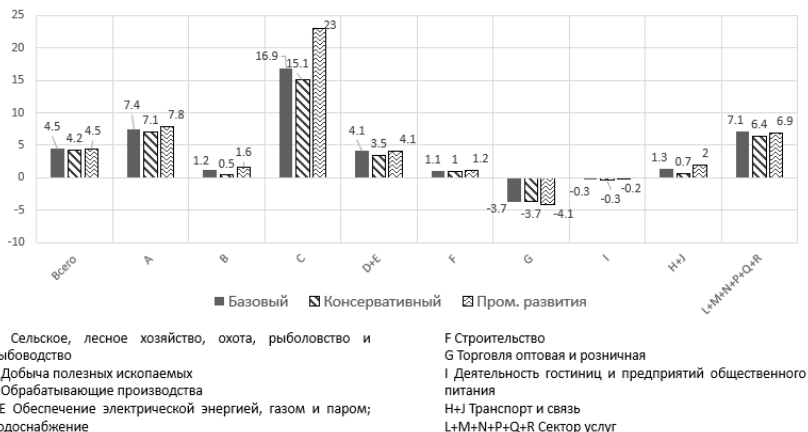 25
20
15
10
5
0
-5
-10
4.5
4.2
4.5
7.4
7.1
7.8
1.2
0.5
1.6
16.9
15.1
23
4.1
3.5
4.1
1.1
1
1.2
-3.7
-3.7
-4.1
-0.3
-0.3
-0.2
1.3
0.7
2
7.1
6.4
6.9
Всего
A
B
C
D+E
F
G
I
H+J
L+M+N+P+Q+R
Базовый Консервативный Пром. развития
Сельское, лесное хозяйство, охота, рыболовство и
ыбоводство
Добыча полезных ископаемых
Обрабатывающие производства
E Обеспечение электрической энергией, газом и паром;
одоснабжение
F Строительство
G Торговля оптовая и розничная
I Деятельность гостиниц и предприятий общественного
питания
H+J Транспорт и связь
L+M+N+P+Q+R Сектор услуг